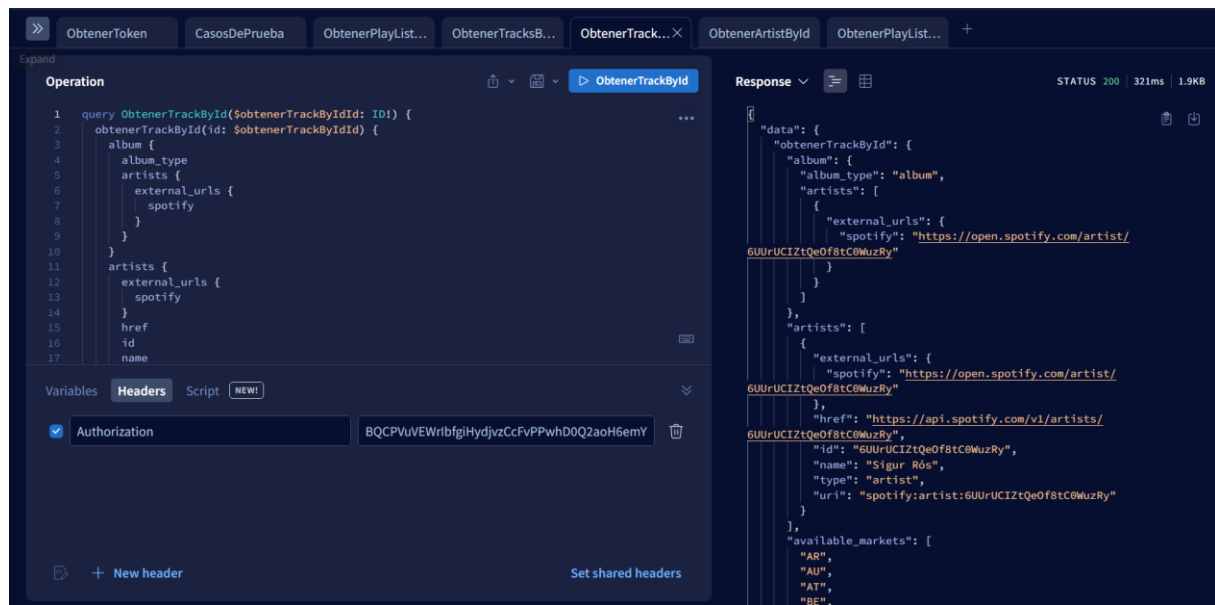 ObtenerToken CasosDePrueba ObtenerPlayList... ObtenerTracksB... ObtenerTrack... ObtenerArtistById ObtenerPlayList...
Expand
Operation
ObtenerTrackById
1 query ObtenerTrackById($obtenerTrackByIdId: ID!) {
2 obtenerTrackById(id: $obtenerTrackByIdId) {
3 album {
4 album_type
5 artists {
6 external_urls {
7 spotify
8 }
9 }
10 }
11 artists {
12 external_urls {
13 spotify
14 }
15 href
16 id
17 name
Variables Headers Script NEW!
Authorization BQCPVuVEWrIbfgiHydjvzCcFvPPwhD0Q2aoH6emY
New header Set shared headers
Response STATUS 200 321ms 1.9KB
{
"data": {
"obtenerTrackById": {
"album": {
"album_type": "album",
"artists": [
{
"external_urls": {
"spotify": "https://open.spotify.com/artist/
6UUrUCIZtQeOf8tC0WuzRy"
}
}
]
},
"artists": [
{
"external_urls": {
"spotify": "https://open.spotify.com/artist/
6UUrUCIZtQeOf8tC0WuzRy"
},
"href": "https://api.spotify.com/v1/artists/
6UUrUCIZtQeOf8tC0WuzRy",
"id": "6UUrUCIZtQeOf8tC0WuzRy",
"name": "Sigur Rós",
"type": "artist",
"uri": "spotify:artist:6UUrUCIZtQeOf8tC0WuzRy"
}
],
"available_markets": [
"AR",
"AU",
"AT",
"BE",